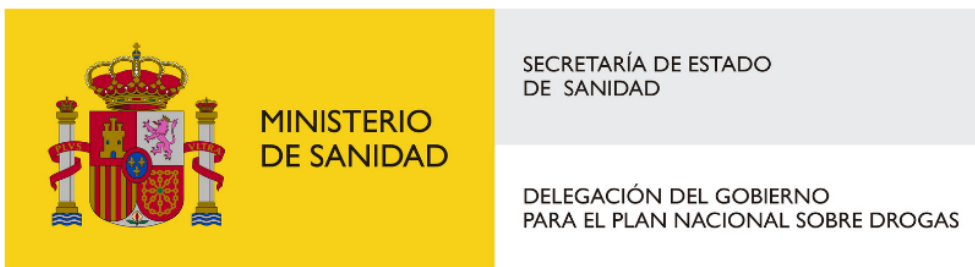 PLVS
VLTRA
MINISTERIO
DE SANIDAD
SECRETARÍA DE ESTADO
DE SANIDAD
DELEGACIÓN DEL GOBIERNO
PARA EL PLAN NACIONAL SOBRE DROGAS